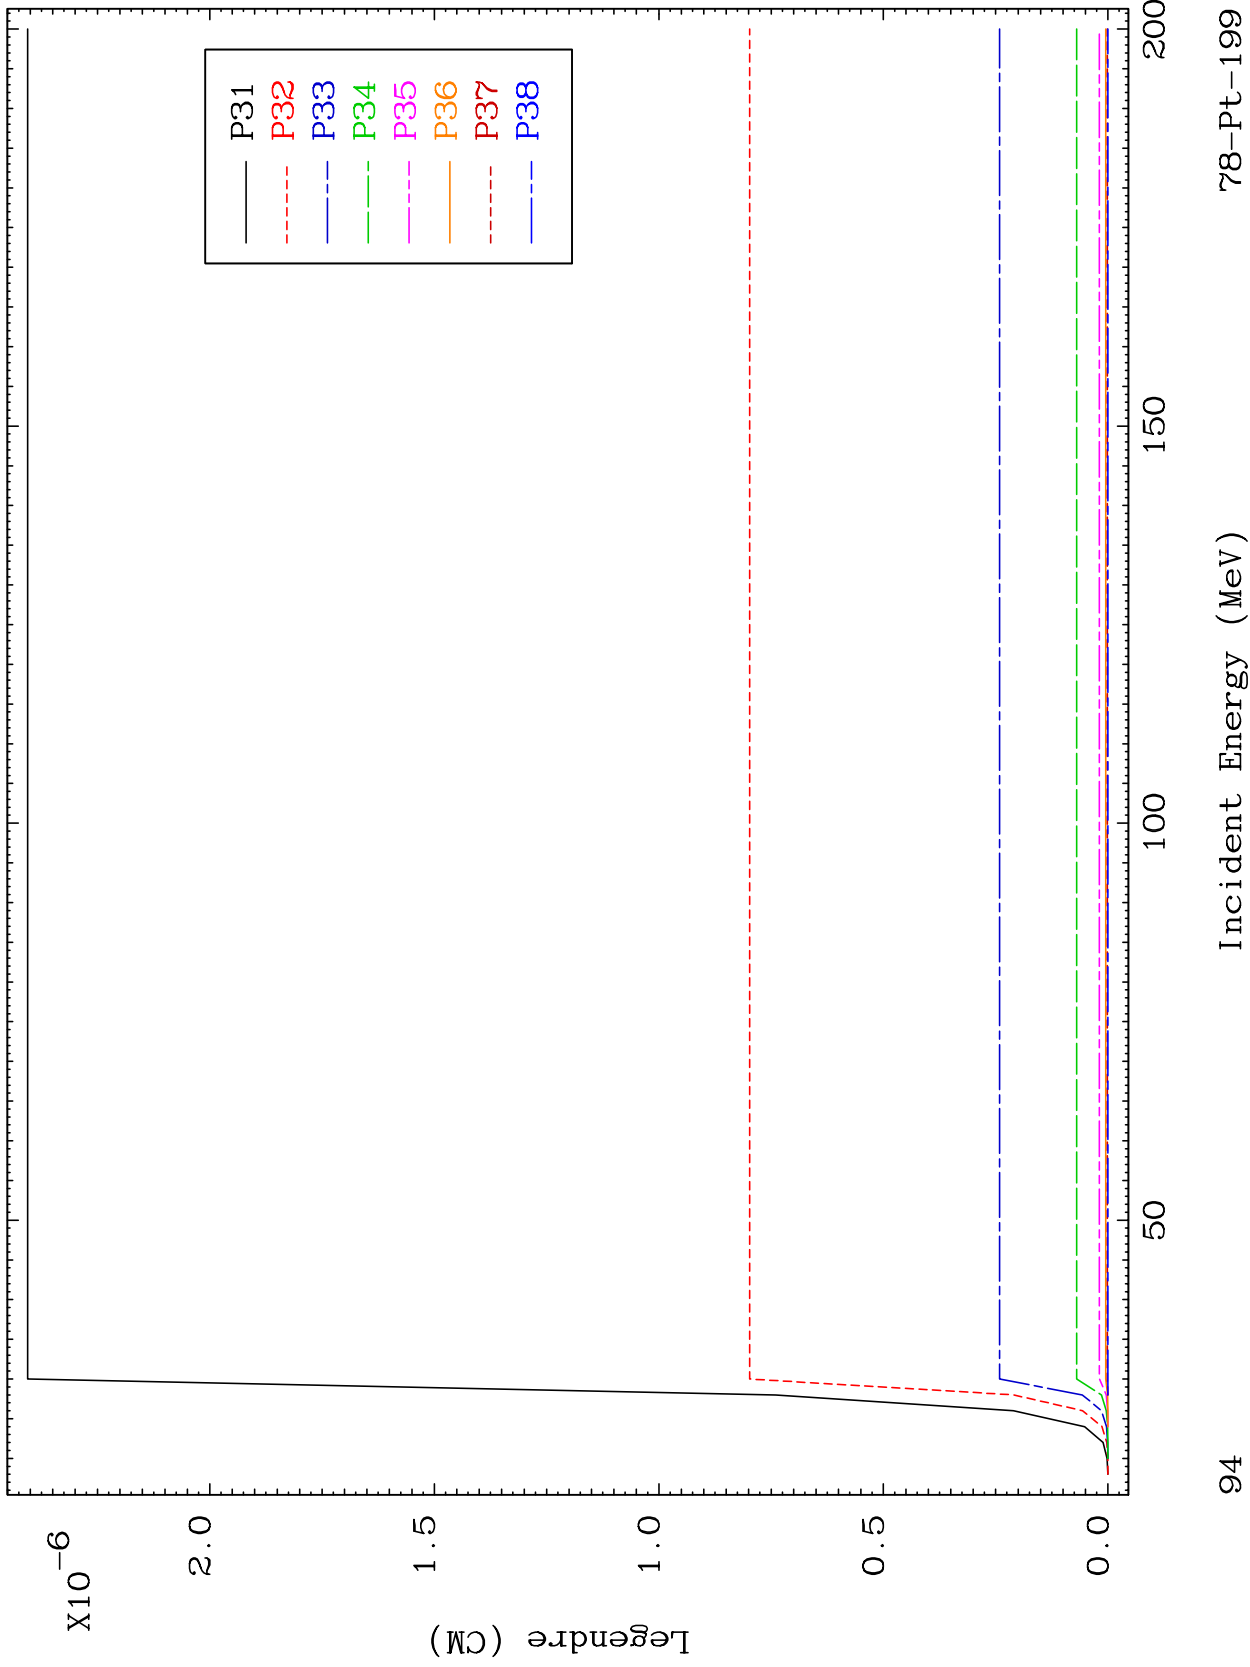 X10-6
2.0
1.5
1.0
0.5
0.0
Legendre (CM)
P31
P32
P33
P34
P35
P36
P37
P38
50
100
150
200
Incident Energy (MeV)
94
78-Pt-199